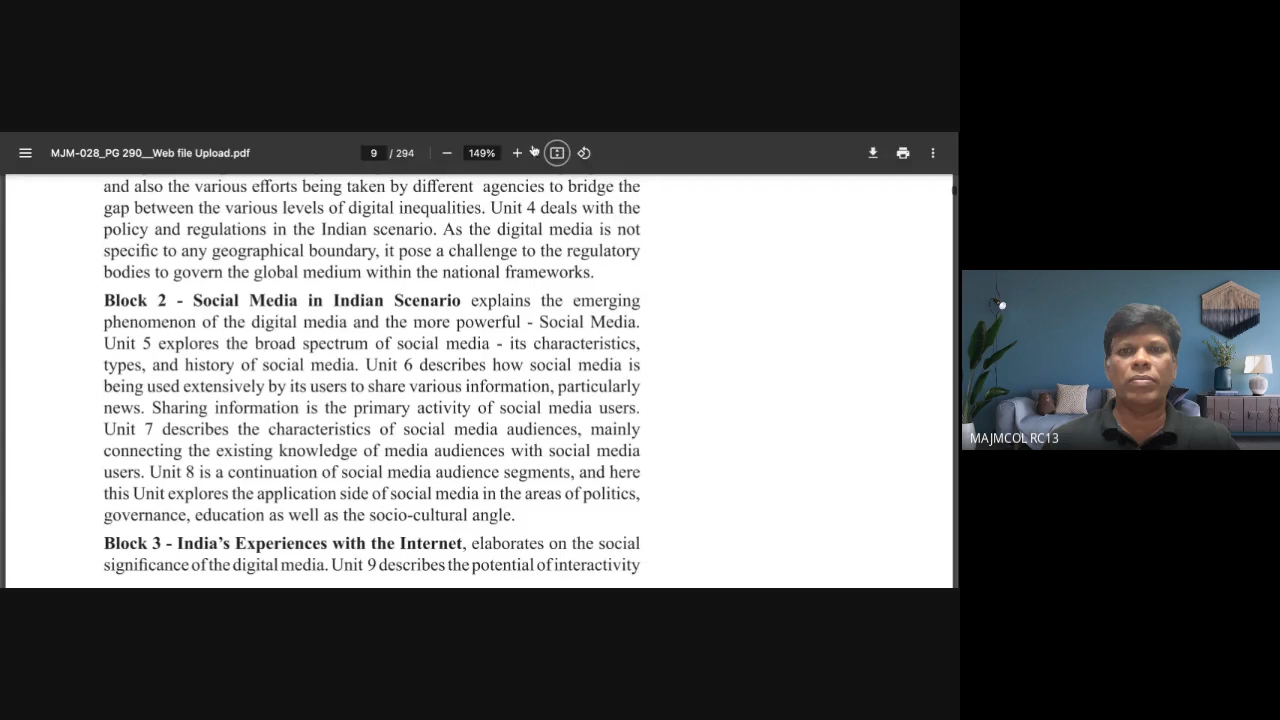 MJM-028_PG 290__Web file Upload.pdf 9 / 294 149%
and also the various efforts being taken by different agencies to bridge the
gap between the various levels of digital inequalities. Unit 4 deals with the
policy and regulations in the Indian scenario. As the digital media is not
specific to any geographical boundary, it pose a challenge to the regulatory
bodies to govern the global medium within the national frameworks.
Block 2 - Social Media in Indian Scenario explains the emerging
phenomenon of the digital media and the more powerful - Social Media.
Unit 5 explores the broad spectrum of social media - its characteristics,
types, and history of social media. Unit 6 describes how social media is
being used extensively by its users to share various information, particularly
news. Sharing information is the primary activity of social media users.
Unit 7 describes the characteristics of social media audiences, mainly
connecting the existing knowledge of media audiences with social media
users. Unit 8 is a continuation of social media audience segments, and here
this Unit explores the application side of social media in the areas of politics,
governance, education as well as the socio-cultural angle.
Block 3 - India’s Experiences with the Internet, elaborates on the social
significance of the digital media. Unit 9 describes the potential of interactivity
MAJMCOL RC13